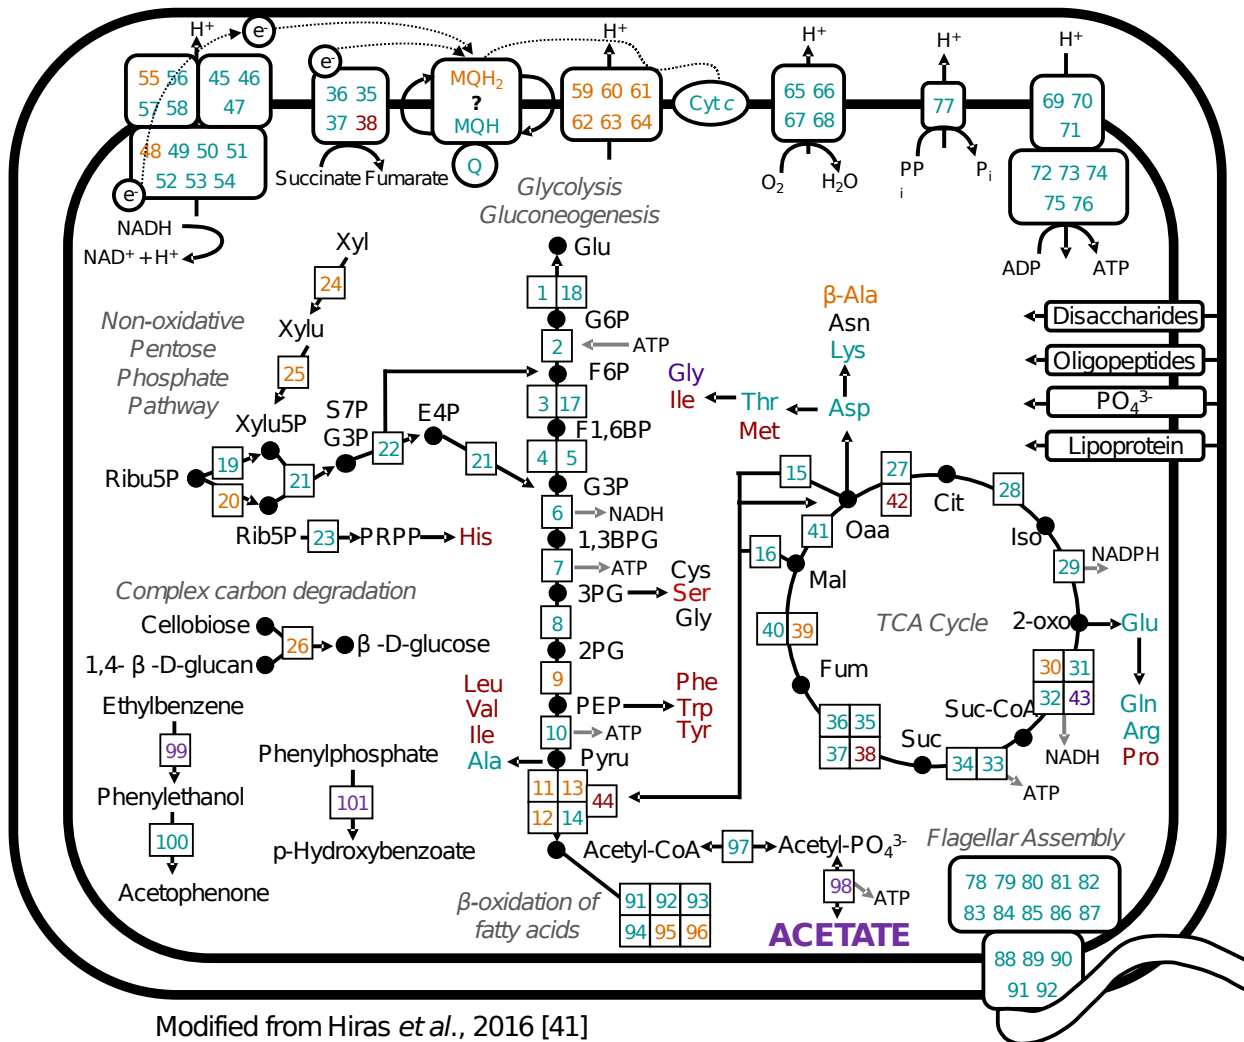 H⁺
e⁻
H⁺
H⁺
H⁺
H⁺
55 56
57 58
45 46
47
e⁻
36 35
37 38
MQH₂
?
MQH
Q
59 60 61
62 63 64
Cyt c
65 66
67 68
77
69 70
71
48 49 50 51
52 53 54
e⁻
72 73 74
75 76
Succinate Fumarate
O₂
H₂O
PP
i
Pᵢ
NADH
NAD⁺ + H⁺
ADP
ATP
Glycolysis
Gluconeogenesis
Glu
1 18
G6P
2
ATP
F6P
3 17
F1,6BP
4 5
G3P
6
NADH
1,3BPG
7
ATP
3PG
Cys
Ser
Gly
8
2PG
9
PEP
Phe
Trp
Tyr
10
ATP
Pyru
Leu
Val
Ile
Ala
11 13
12 14
44
Xyl
24
Xylu
25
Xylu5P
Non-oxidative
Pentose
Phosphate
Pathway
Ribu5P
19
20
21
S7P
G3P
22
E4P
21
Rib5P
23
PRPP
His
Complex carbon degradation
Cellobiose
1,4- β -D-glucan
26
β -D-glucose
Ethylbenzene
99
Phenylethanol
100
Acetophenone
Phenylphosphate
101
p-Hydroxybenzoate
β-Ala
Asn
Lys
Asp
Thr
Met
Gly
Ile
Disaccharides
Oligopeptides
PO₄³⁻
Lipoprotein
15
16
41
Oaa
27
42
Cit
28
Iso
29
NADPH
2-oxo
Glu
Gln
Arg
Pro
30 31
32 43
NADH
Suc-CoA
34 33
ATP
Suc
36 35
37 38
Fum
40 39
Mal
TCA Cycle
Acetyl-CoA
97
Acetyl-PO₄³⁻
98
ATP
ACETATE
β-oxidation of
fatty acids
91 92 93
94 95 96
Flagellar Assembly
78 79 80 81 82
83 84 85 86 87
88 89 90
91 92
Modified from Hiras et al., 2016 [41]